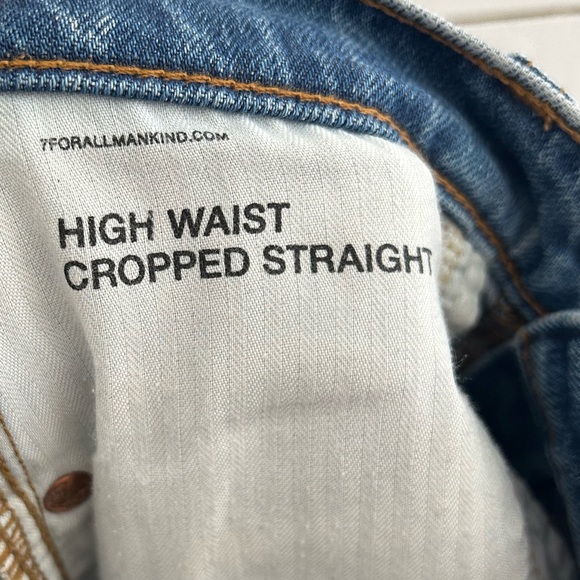 7FORALLMANKIND.COM
HIGH WAIST
CROPPED STRAIGHT